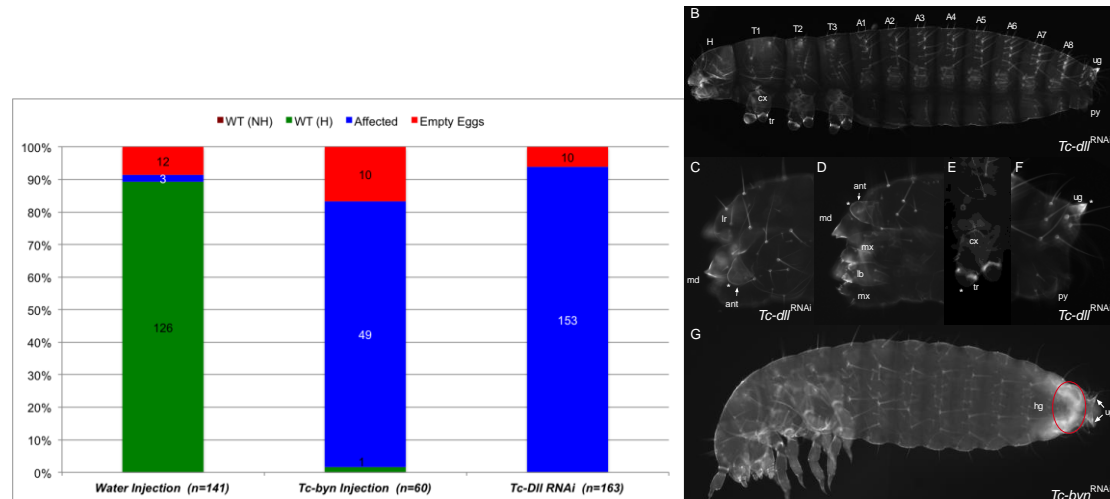 WT (NH) WT (H) Affected Empty Eggs
100%
90%
80%
70%
60%
50%
40%
30%
20%
10%
0%
12
3
126
10
49
1
10
153
Water Injection (n=141) Tc-byn Injection (n=60) Tc-Dll RNAi (n=163)
B
H T1 T2 T3 A1 A2 A3 A4 A5 A6 A7 A8 ug
cx
tr
py
Tc-dll RNAi
C
lr
md
*
ant
Tc-dll RNAi
D
ant
*
md
mx
lb
mx
E
cx
tr
*
F
ug *
py
Tc-dll RNAi
G
hg
u
Tc-byn RNA